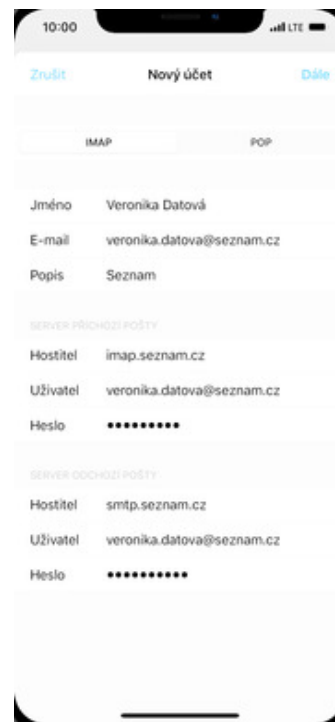 10:00 LTE
Zrušit Nový účet Dále
IMAP POP
Jméno Veronika Datová
E-mail veronika.datova@seznam.cz
Popis Seznam
SERVER PŘÍCHOZÍ POŠTY
Hostitel imap.seznam.cz
Uživatel veronika.datova@seznam.cz
Heslo •••••••••
SERVER ODCHOZÍ POŠTY
Hostitel smtp.seznam.cz
Uživatel veronika.datova@seznam.cz
Heslo ••••••••••